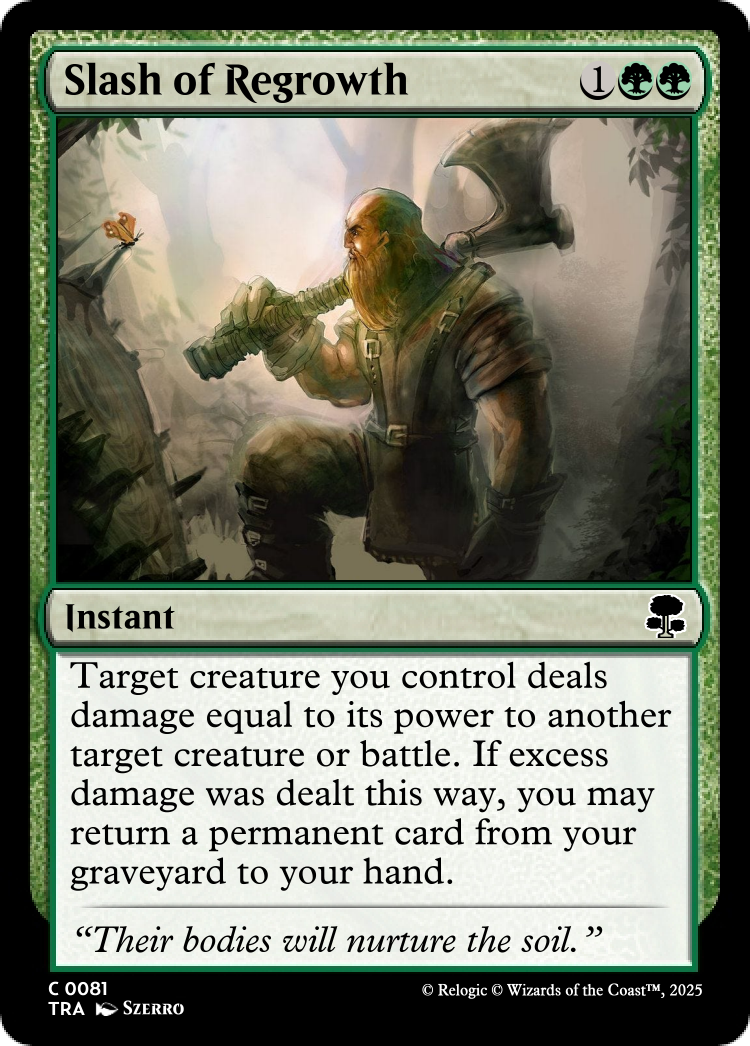 Slash of Regrowth 1
Instant
Target creature you control deals
damage equal to its power to another
target creature or battle. If excess
damage was dealt this way, you may
return a permanent card from your
graveyard to your hand.
“Their bodies will nurture the soil.”
C 0081
© Relogic © Wizards of the Coast™, 2025
TRA Szerro